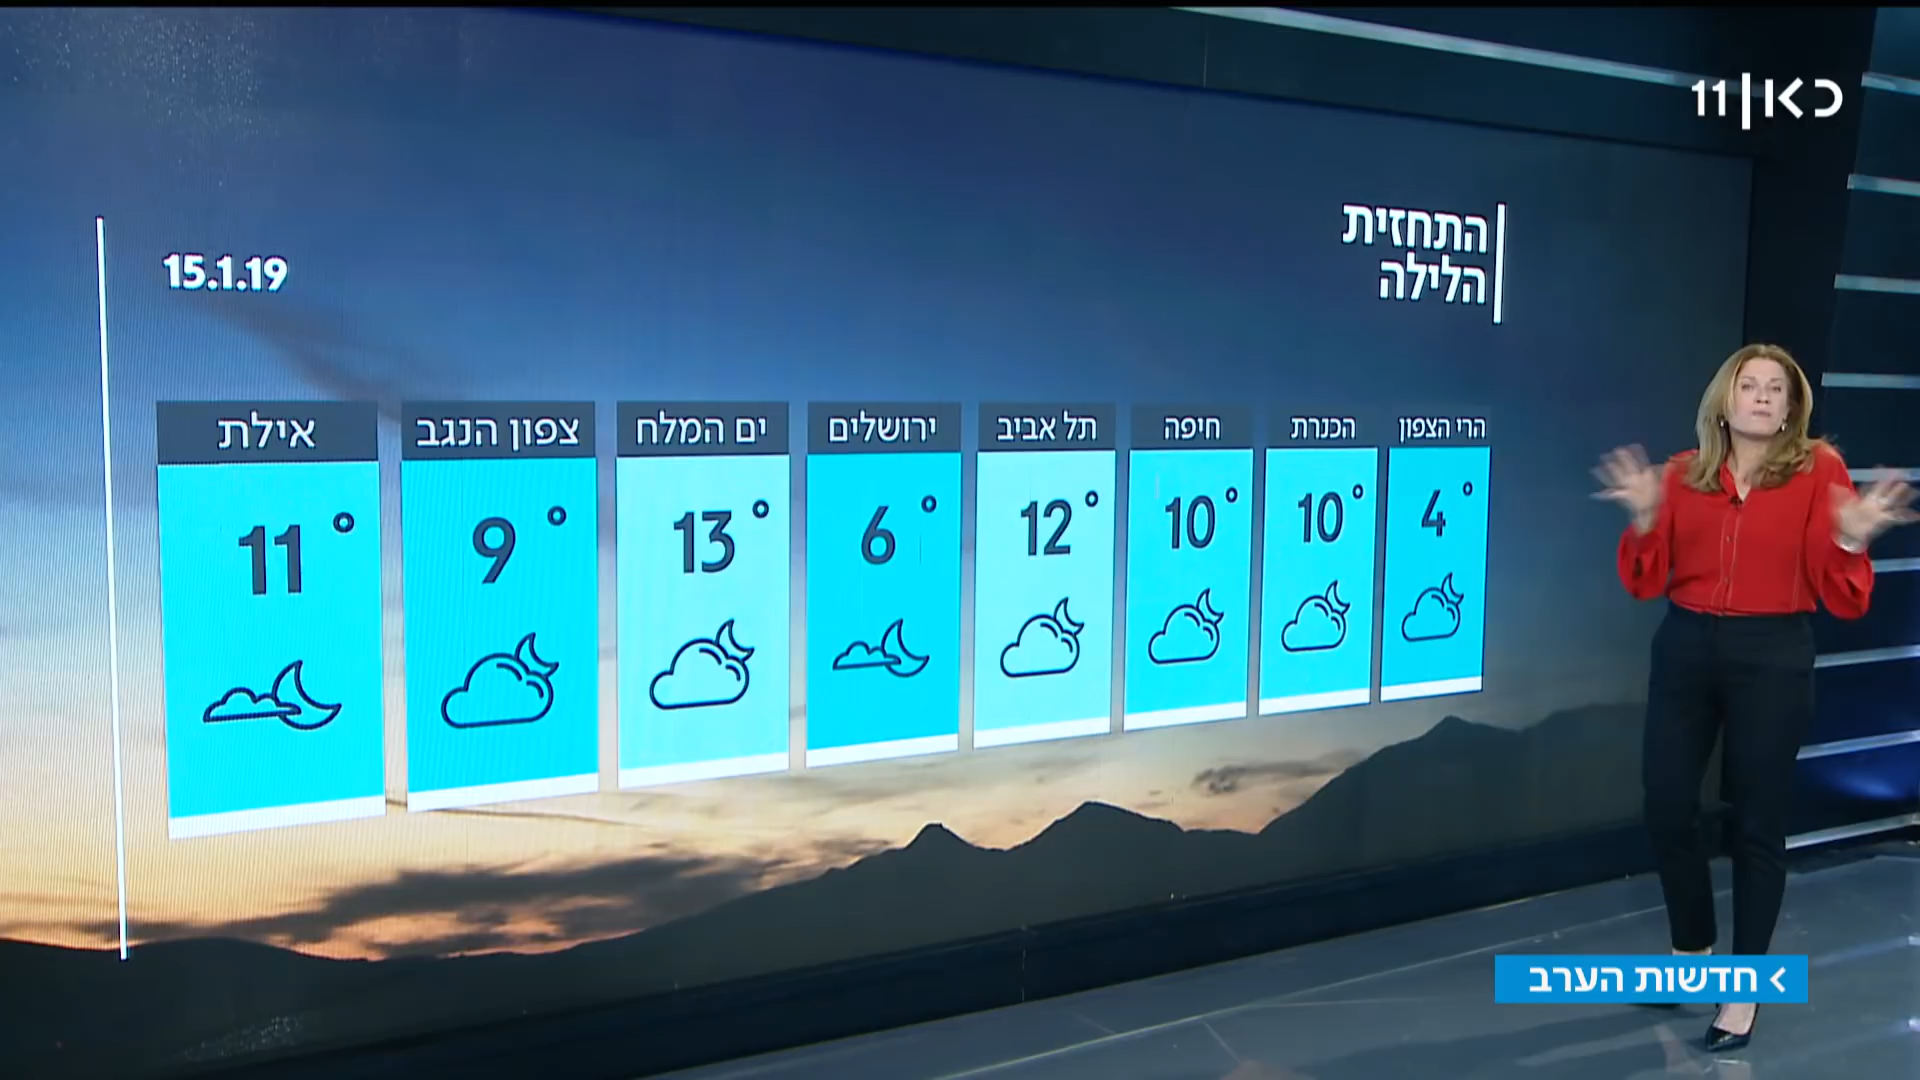 כאן 11
התחזית
הלילה
15.1.19
הרי הצפון
הכנרת
חיפה
תל אביב
ירושלים
ים המלח
צפון הנגב
אילת
4°
10°
10°
12°
6°
13°
9°
11°
חדשות הערב